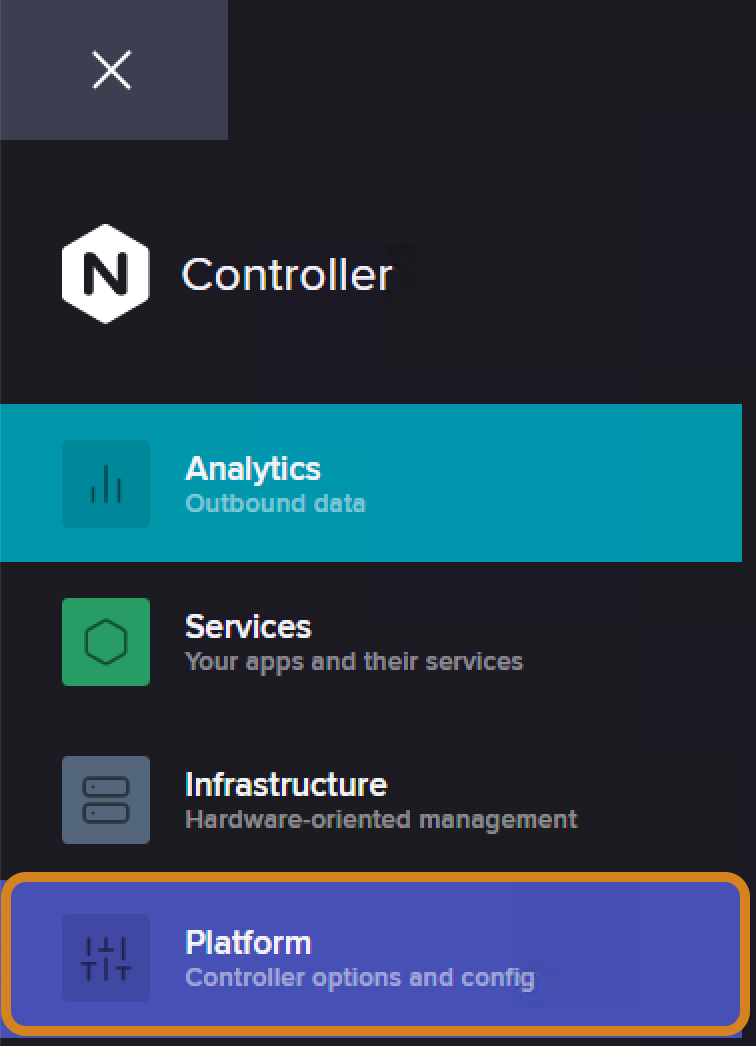 N Controller
Analytics
Outbound data
Services
Your apps and their services
Infrastructure
Hardware-oriented management
Platform
Controller options and config